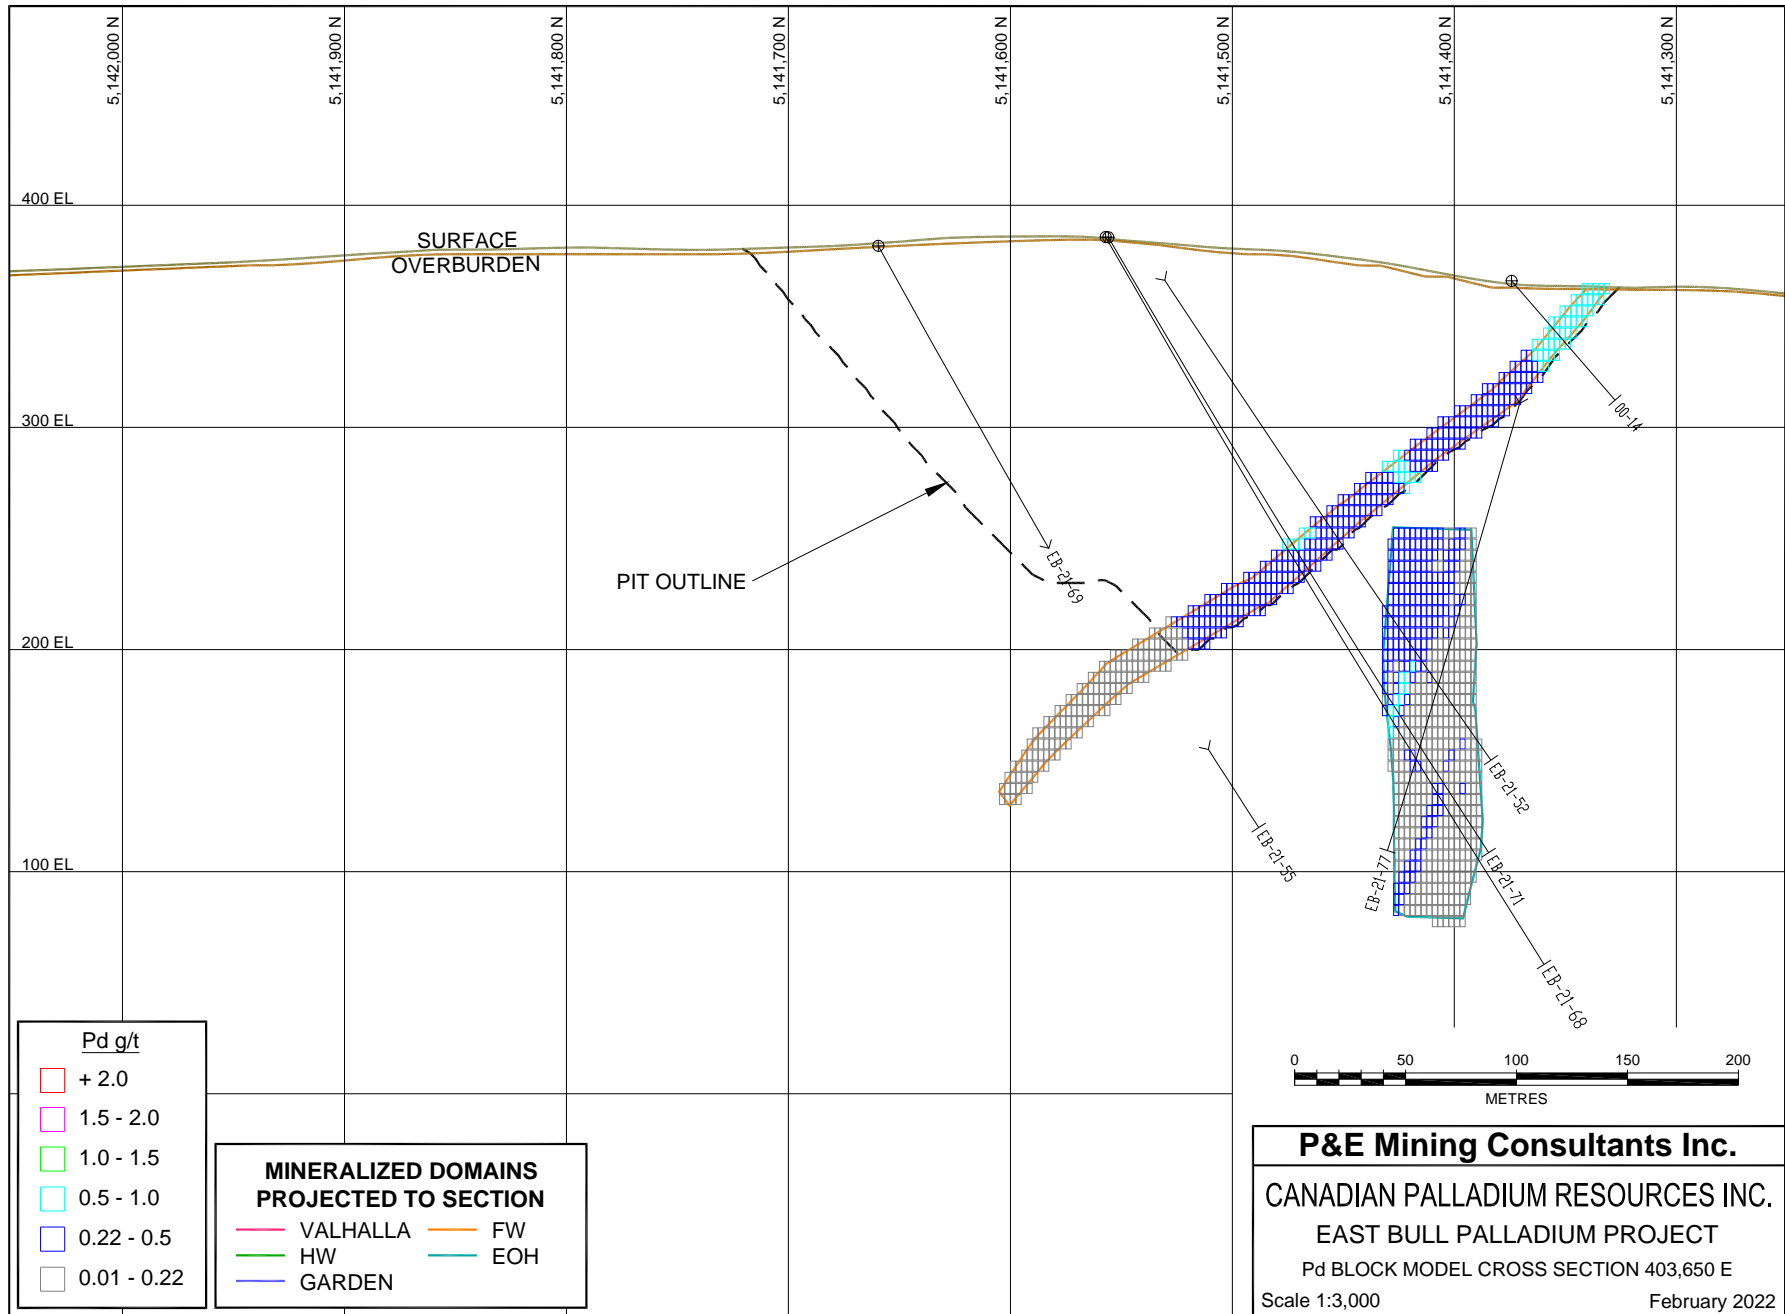 5,142,000 N
5,141,900 N
5,141,800 N
5,141,700 N
5,141,600 N
5,141,500 N
5,141,400 N
5,141,300 N
400 EL
SURFACE
OVERBURDEN
300 EL
00-14
PIT OUTLINE
EB-21-69
200 EL
EB-21-52
EB-21-55
EB-21-77
EB-21-71
100 EL
EB-21-68
Pd g/t
+ 2.0
1.5 - 2.0
1.0 - 1.5
0.5 - 1.0
0.22 - 0.5
0.01 - 0.22
MINERALIZED DOMAINS
PROJECTED TO SECTION
VALHALLA FW
HW EOH
GARDEN
0 50 100 150 200
METRES
P&E Mining Consultants Inc.
CANADIAN PALLADIUM RESOURCES INC.
EAST BULL PALLADIUM PROJECT
Pd BLOCK MODEL CROSS SECTION 403,650 E
Scale 1:3,000 February 2022